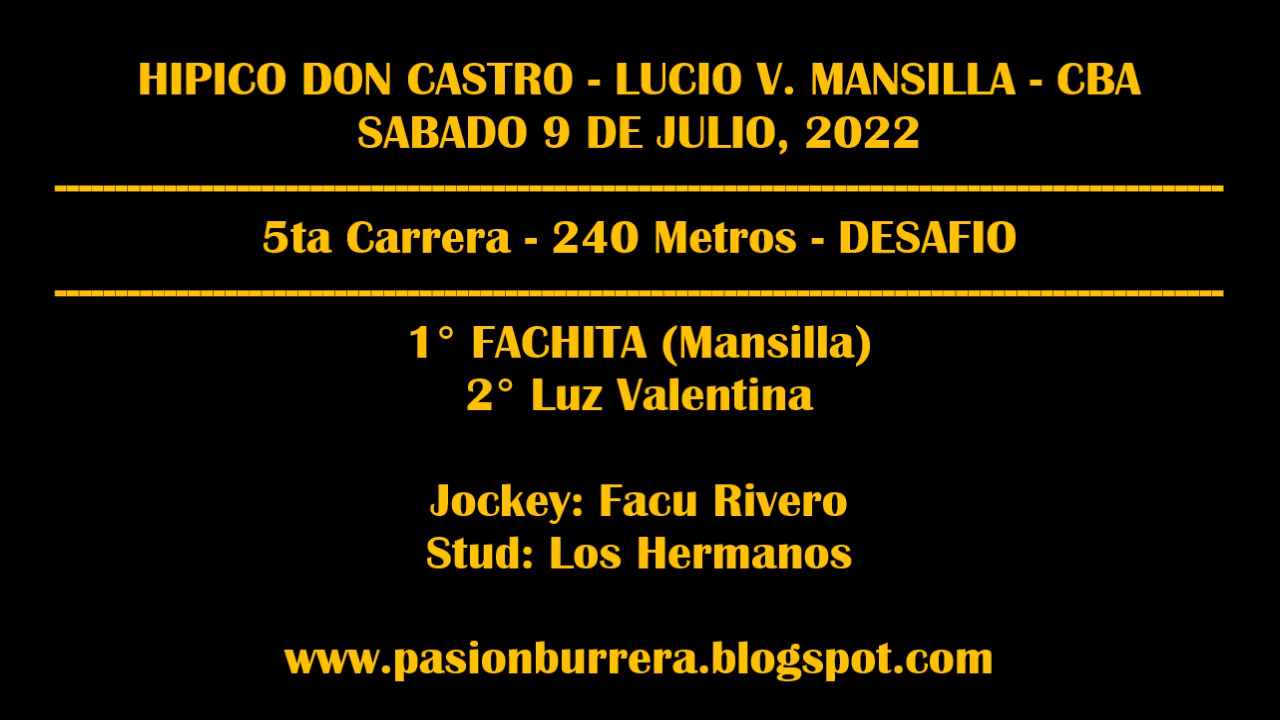 HIPICO DON CASTRO - LUCIO V. MANSILLA - CBA
SABADO 9 DE JULIO, 2022
5ta Carrera - 240 Metros - DESAFIO
1° FACHITA (Mansilla)
2° Luz Valentina
Jockey: Facu Rivero
Stud: Los Hermanos
www.pasionburrera.blogspot.com